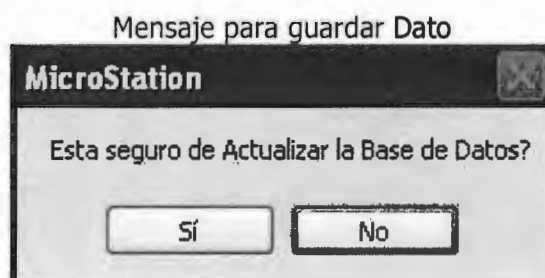 Mensaje para guardar Dato
MicroStation
Esta seguro de Actualizar la Base de Datos?
Sí
No